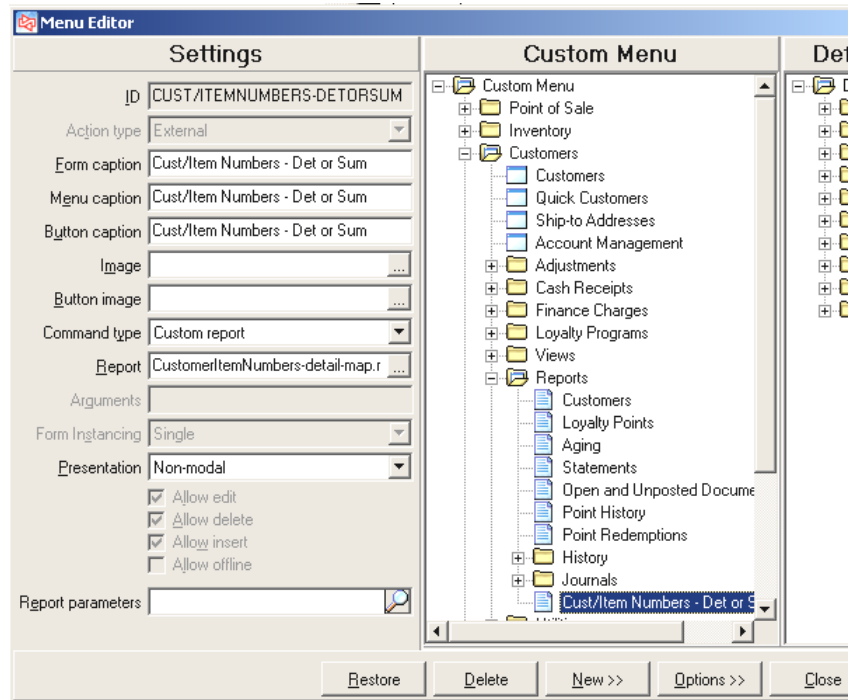 Menu Editor
Settings
Custom Menu
Det
ID CUST/ITEMNUMBERS-DETORSUM
Action type External
Form caption Cust/Item Numbers - Det or Sum
Menu caption Cust/Item Numbers - Det or Sum
Button caption Cust/Item Numbers - Det or Sum
Image ...
Button image ...
Command type Custom report
Report CustomerItemNumbers-detail-map.r ...
Arguments
Form Instancing Single
Presentation Non-modal
Allow edit
Allow delete
Allow insert
Allow offline
Report parameters
Custom Menu
Point of Sale
Inventory
Customers
Customers
Quick Customers
Ship-to Addresses
Account Management
Adjustments
Cash Receipts
Finance Charges
Loyalty Programs
Views
Reports
Customers
Loyalty Points
Aging
Statements
Open and Unposted Docume
Point History
Point Redemptions
History
Journals
Cust/Item Numbers - Det or S
Restore
Delete
New >>
Options >>
Close